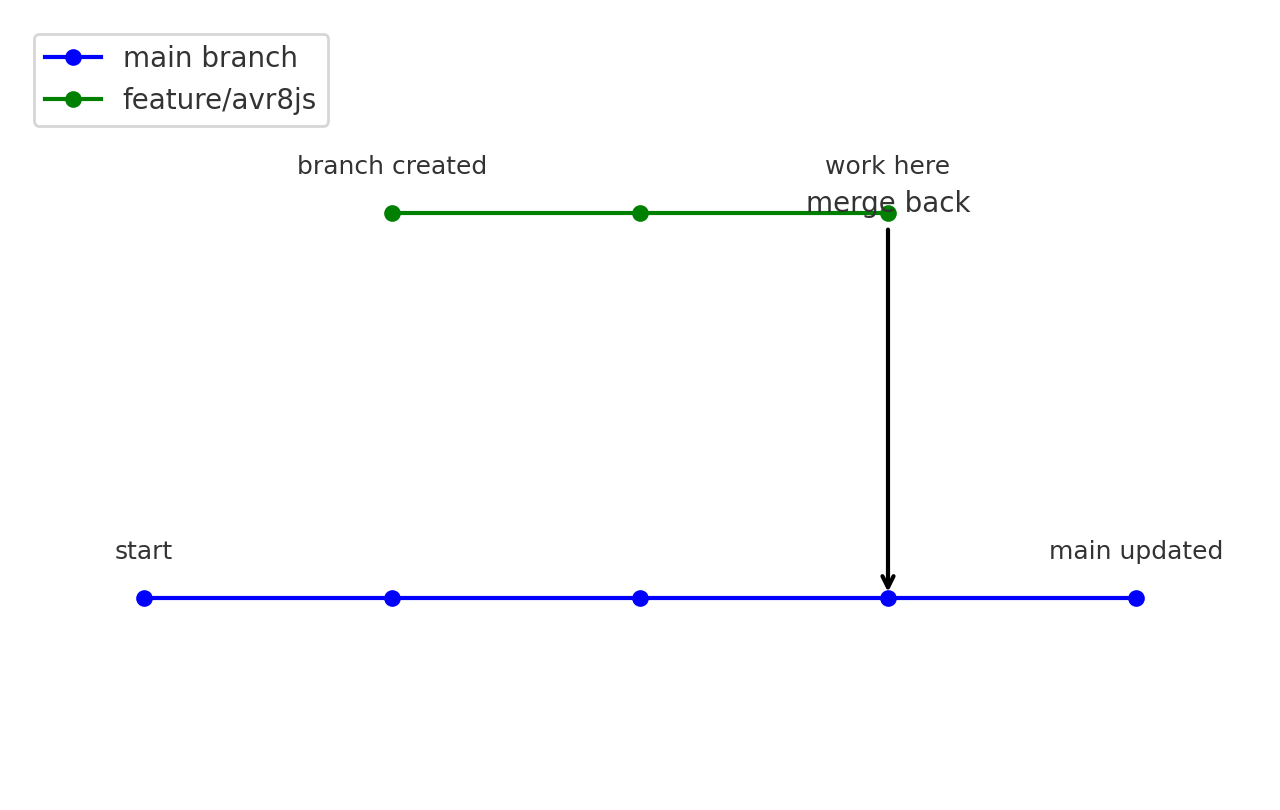 main branch
feature/avr8js
branch created
work here
merge back
start
main updated